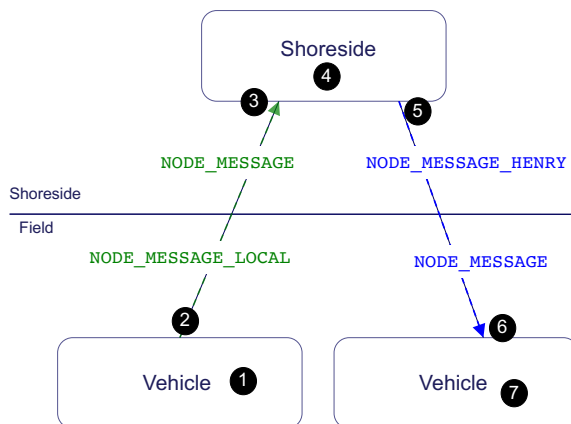 Shoreside
4
3
5
NODE_MESSAGE
NODE_MESSAGE_HENRY
Shoreside
Field
NODE_MESSAGE_LOCAL
NODE_MESSAGE
2
6
Vehicle 1
Vehicle 7